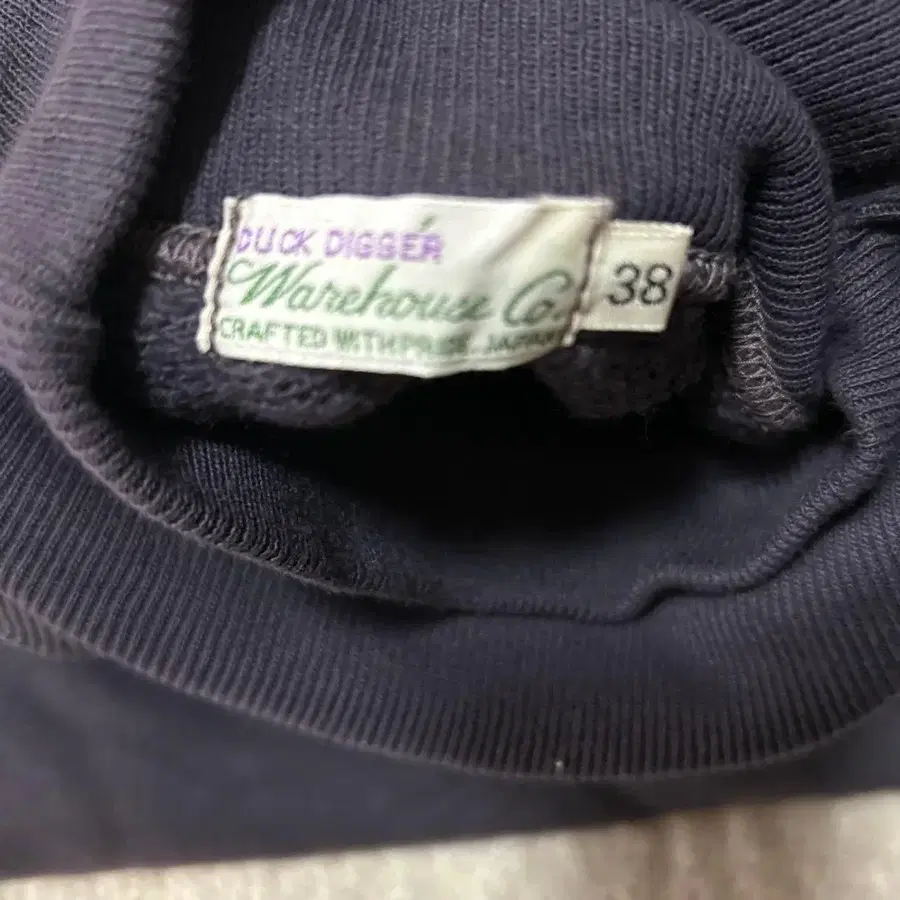 DUCK DIGGER
Warehouse Co.
CRAFTED WITH PRIDE JAPAN
38